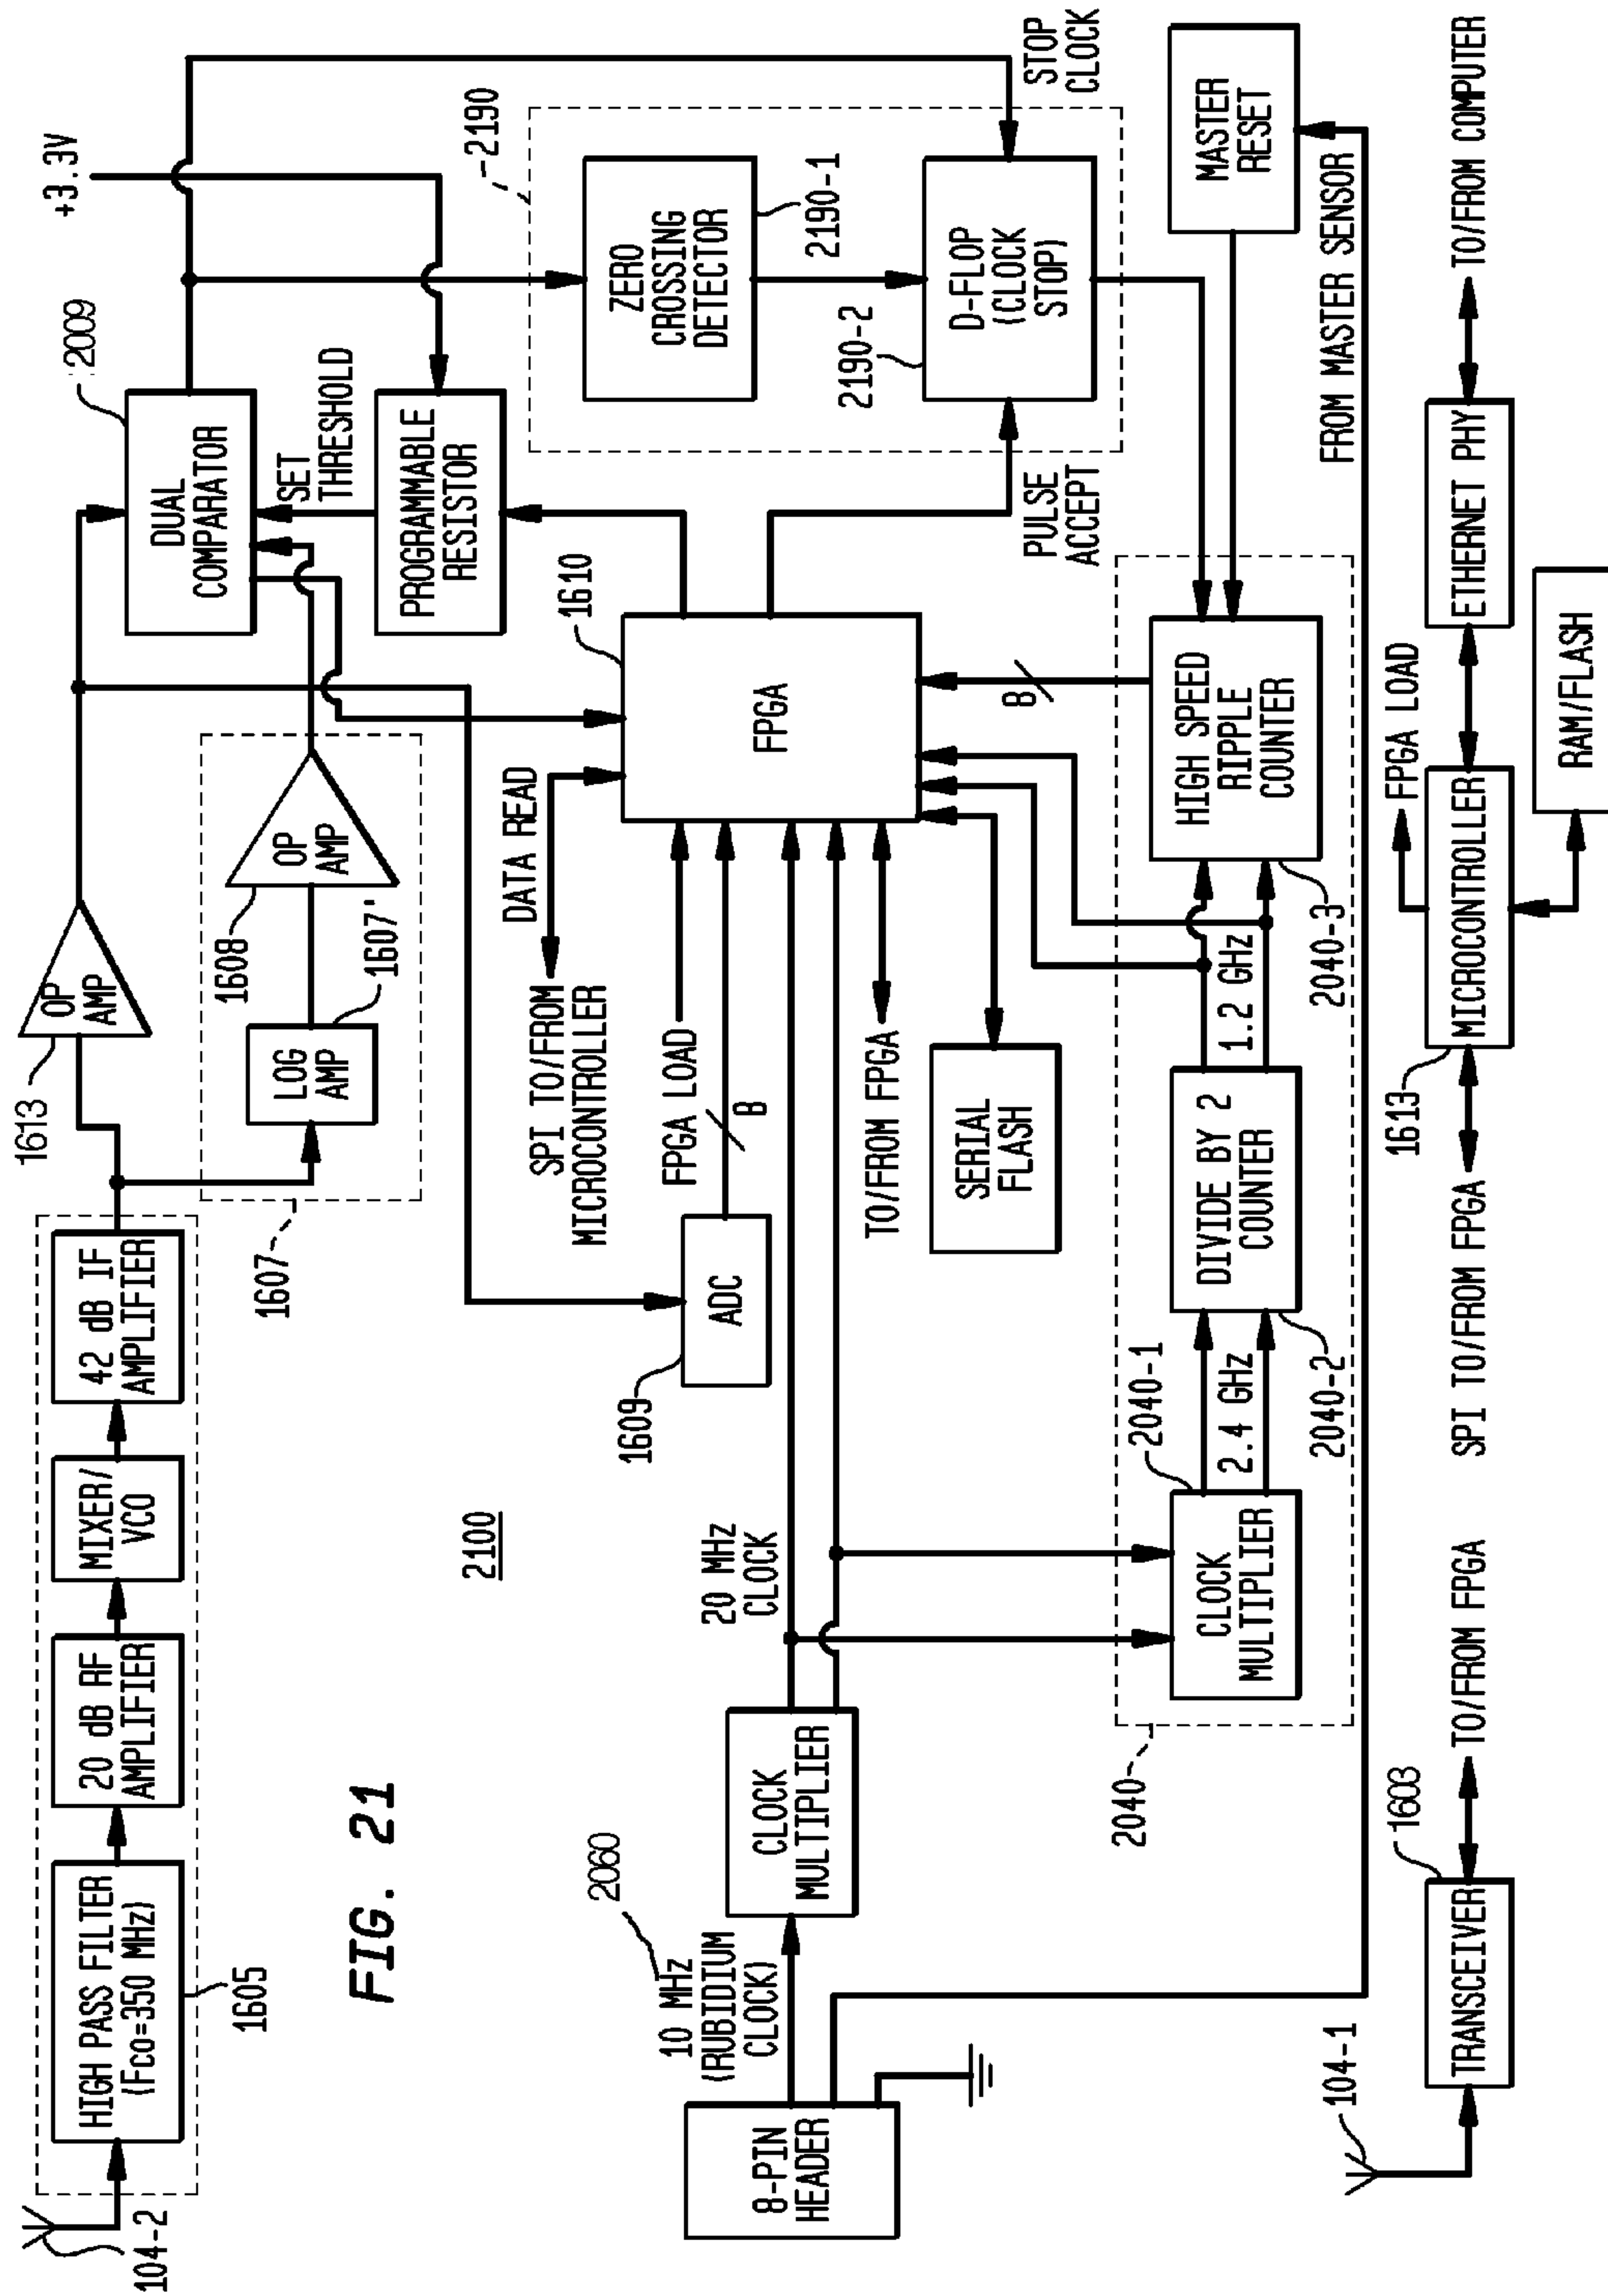 104-2
HIGH PASS FILTER
(Fco=350 MHz)
1605
20 dB RF
AMPLIFIER
MIXER/
VCO
42 dB IF
AMPLIFIER
1613
OP
AMP
1607
LOG
AMP
1607'
1608
OP
AMP
2009
DUAL
COMPARATOR
SET
THRESHOLD
PROGRAMMABLE
RESISTOR
+3.3V
2190
ZERO
CROSSING
DETECTOR
2190-1
2190-2
D-FLOP
(CLOCK
STOP)
STOP
CLOCK
PULSE
ACCEPT
FIG. 21
2100
1609
ADC
DATA READ
SPI TO/FROM
MICROCONTROLLER
FPGA LOAD
8
TO/FROM FPGA
SERIAL
FLASH
1610
FPGA
8
8-PIN
HEADER
2060
10 MHz
(RUBIDIUM
CLOCK)
CLOCK
MULTIPLIER
20 MHz
CLOCK
2040
CLOCK
MULTIPLIER
2040-1
2.4 GHz
DIVIDE BY 2
COUNTER
2040-2
1.2 GHz
HIGH SPEED
RIPPLE
COUNTER
2040-3
MASTER
RESET
FROM MASTER SENSOR
104-1
TRANSCEIVER
1603
TO/FROM FPGA
SPI TO/FROM FPGA
1613
MICROCONTROLLER
FPGA LOAD
ETHERNET PHY
TO/FROM COMPUTER
RAM/FLASH